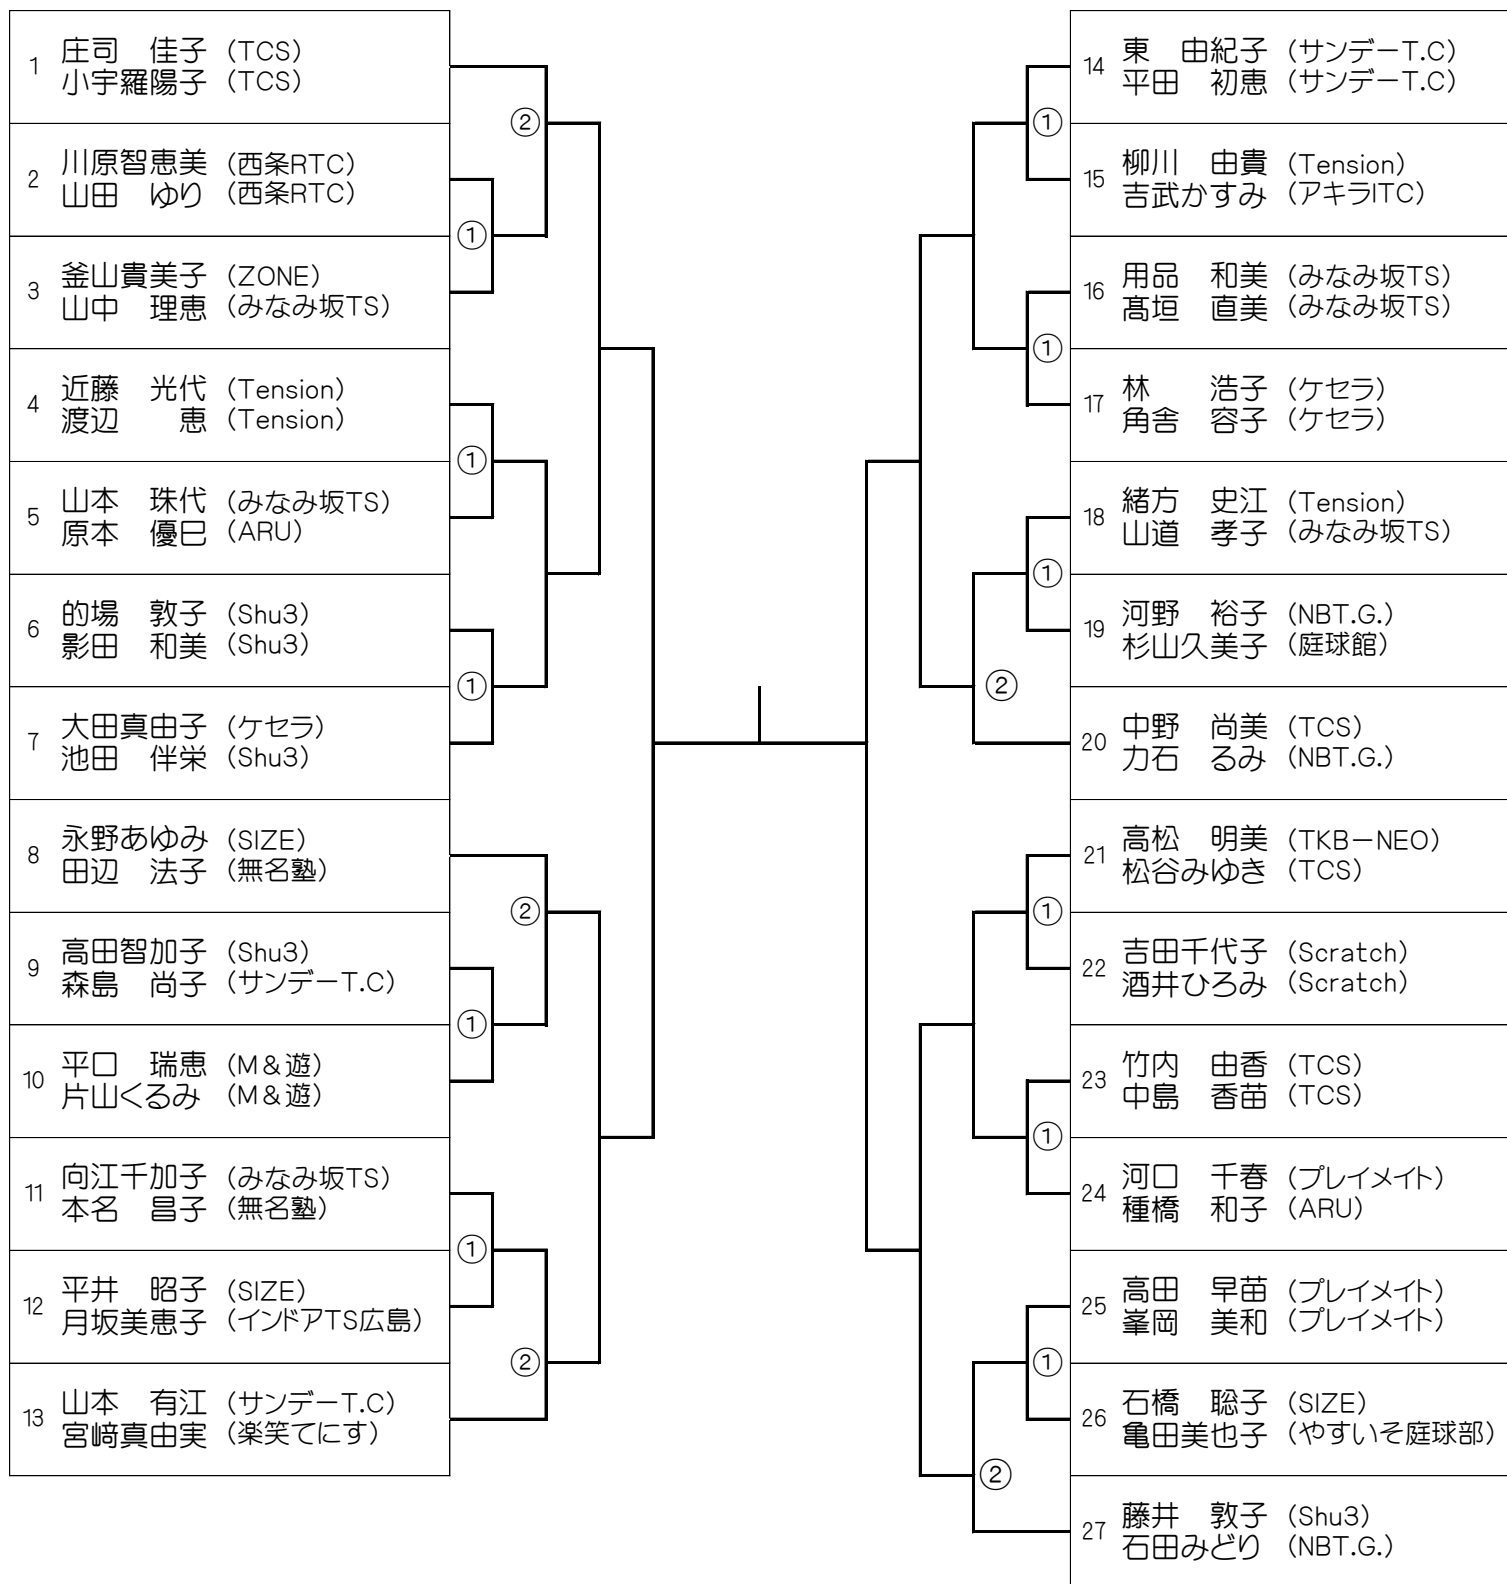 1
庄司　佳子 (TCS)
小宇羅陽子 (TCS)
②
2
川原智恵美 (西条RTC)
山田　ゆり (西条RTC)
①
3
釜山貴美子 (ZONE)
山中　理恵 (みなみ坂TS)
4
近藤　光代 (Tension)
渡辺　　恵 (Tension)
①
5
山本　珠代 (みなみ坂TS)
原本　優巳 (ARU)
6
的場　敦子 (Shu3)
影田　和美 (Shu3)
①
7
大田真由子 (ケセラ)
池田　伴栄 (Shu3)
8
永野あゆみ (SIZE)
田辺　法子 (無名塾)
②
9
高田智加子 (Shu3)
森島　尚子 (サンデーT.C)
①
10
平口　瑞恵 (M&遊)
片山くるみ (M&遊)
11
向江千加子 (みなみ坂TS)
本名　昌子 (無名塾)
①
12
平井　昭子 (SIZE)
月坂美恵子 (インドアTS広島)
②
13
山本　有江 (サンデーT.C)
宮﨑真由実 (楽笑てにす)
14
東　由紀子 (サンデーT.C)
平田　初恵 (サンデーT.C)
①
15
柳川　由貴 (Tension)
吉武かすみ (アキラITC)
16
用品　和美 (みなみ坂TS)
髙垣　直美 (みなみ坂TS)
①
17
林　　浩子 (ケセラ)
角舎　容子 (ケセラ)
18
緒方　史江 (Tension)
山道　孝子 (みなみ坂TS)
①
19
河野　裕子 (NBT.G.)
杉山久美子 (庭球館)
②
20
中野　尚美 (TCS)
力石　るみ (NBT.G.)
21
高松　明美 (TKB－NEO)
松谷みゆき (TCS)
①
22
吉田千代子 (Scratch)
酒井ひろみ (Scratch)
23
竹内　由香 (TCS)
中島　香苗 (TCS)
①
24
河口　千春 (プレイメイト)
種橋　和子 (ARU)
25
高田　早苗 (プレイメイト)
峯岡　美和 (プレイメイト)
①
26
石橋　聡子 (SIZE)
亀田美也子 (やすいそ庭球部)
②
27
藤井　敦子 (Shu3)
石田みどり (NBT.G.)